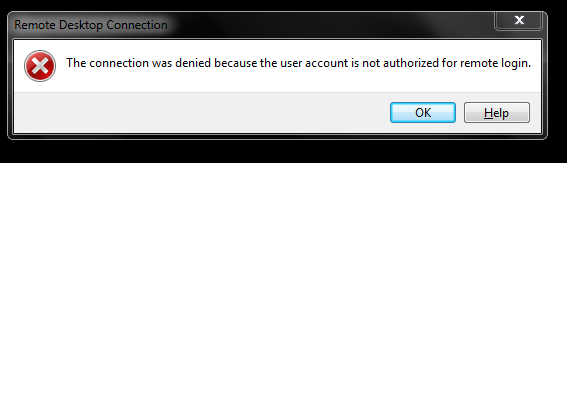 Remote Desktop Connection
The connection was denied because the user account is not authorized for remote login.
OK
Help